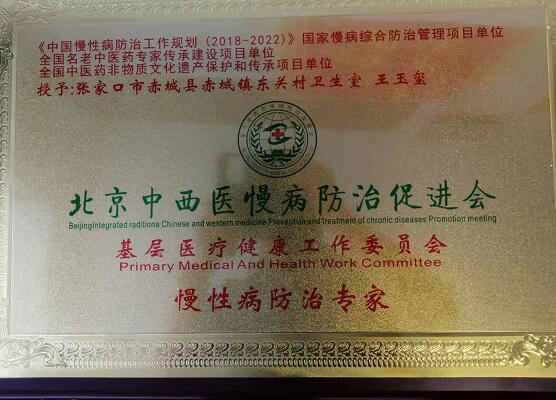 《中国慢性病防治工作规划（2018-2022）》国家慢病综合防治管理项目单位
全国名老中医药专家传承建设项目单位
全国中医药非物质文化遗产保护和传承项目单位
授予:张家口市赤城县赤城镇东关村卫生室 王玉玺
北京中西医慢病防治促进会
BeijingIntegrated raditiona Chinese and western medicine Prevention and treatment of chronic diseases Promotion meeting
基层医疗健康工作委员会
Primary Medical And Health Work Committee
慢性病防治专家